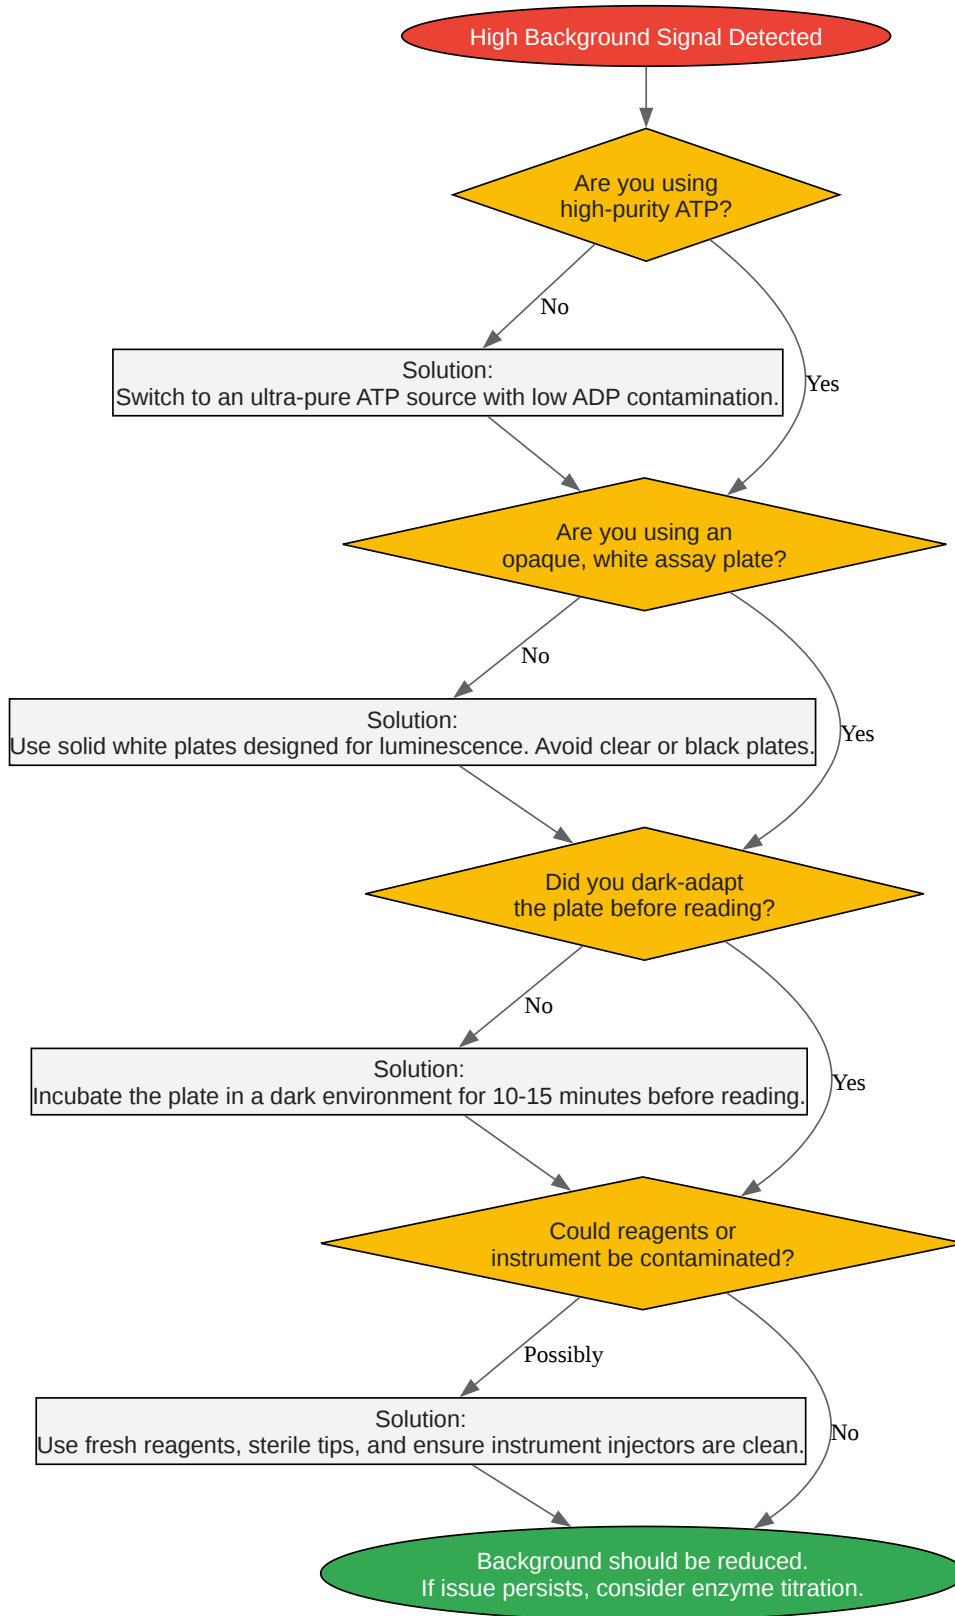 High Background Signal Detected
Are you using
high-purity ATP?
No
Yes
Solution:
Switch to an ultra-pure ATP source with low ADP contamination.
Are you using an
opaque, white assay plate?
No
Yes
Solution:
Use solid white plates designed for luminescence. Avoid clear or black plates.
Did you dark-adapt
the plate before reading?
No
Yes
Solution:
Incubate the plate in a dark environment for 10-15 minutes before reading.
Could reagents or
instrument be contaminated?
Possibly
No
Solution:
Use fresh reagents, sterile tips, and ensure instrument injectors are clean.
Background should be reduced.
If issue persists, consider enzyme titration.